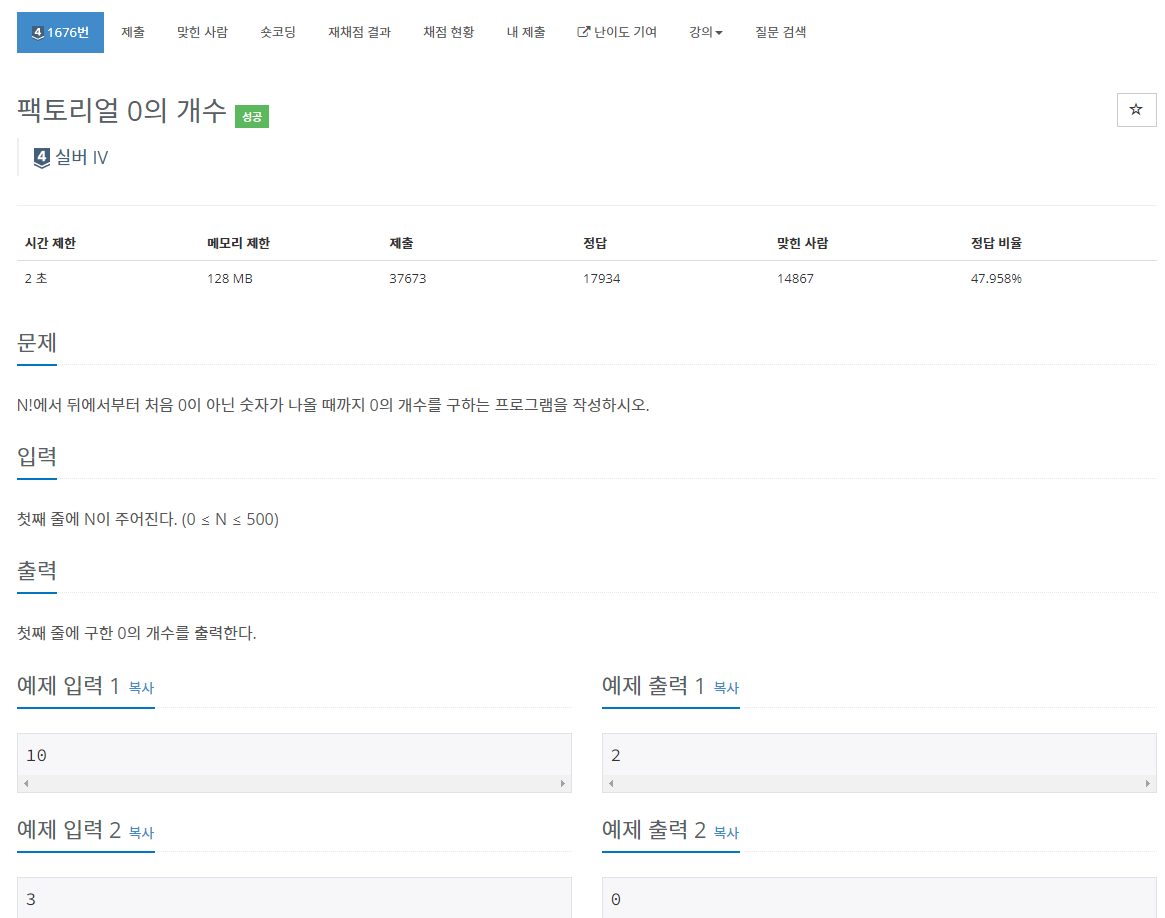 4 1676번 제출 맞힌 사람 숏코딩 재채점 결과 채점 현황 내 제출 난이도 기여 강의 질문 검색
팩토리얼 0의 개수 성공
4 실버 IV
시간 제한 메모리 제한 제출 정답 맞힌 사람 정답 비율
2 초 128 MB 37673 17934 14867 47.958%
문제
N!에서 뒤에서부터 처음 0이 아닌 숫자가 나올 때까지 0의 개수를 구하는 프로그램을 작성하시오.
입력
첫째 줄에 N이 주어진다. (0 ≤ N ≤ 500)
출력
첫째 줄에 구한 0의 개수를 출력한다.
예제 입력 1 복사 예제 출력 1 복사
10 2
예제 입력 2 복사 예제 출력 2 복사
3 0